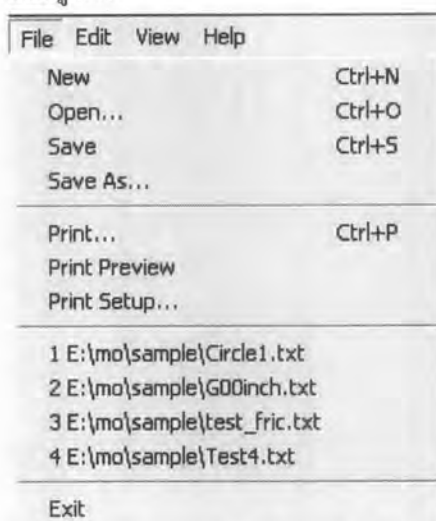 File Edit View Help
New Ctrl+N
Open... Ctrl+O
Save Ctrl+S
Save As...
Print... Ctrl+P
Print Preview
Print Setup...
1 E:\mo\sample\Circle1.txt
2 E:\mo\sample\G00inch.txt
3 E:\mo\sample\test_fric.txt
4 E:\mo\sample\Test4.txt
Exit